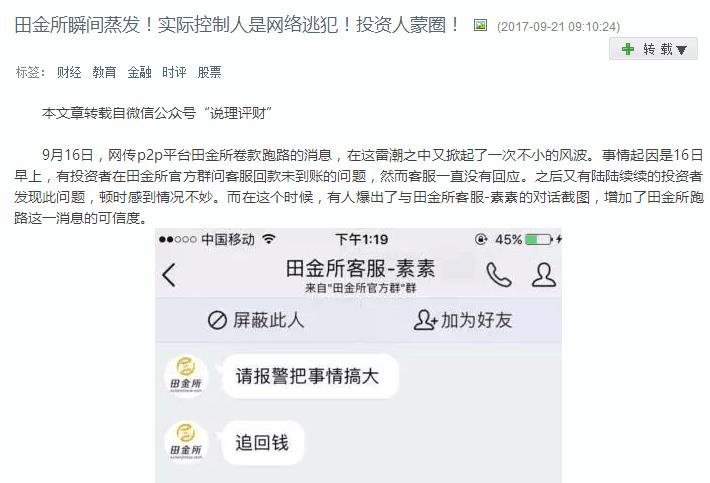 田金所瞬间蒸发！实际控制人是网络逃犯！投资人蒙圈！ (2017-09-21 09:10:24)
转载▼
标签： 财经 教育 金融 时评 股票
本文章转载自微信公众号“说理评财”
9月16日，网传p2p平台田金所卷款跑路的消息，在这雷潮之中又掀起了一次不小的风波。事情起因是16日
早上，有投资者在田金所官方群问客服回款未到账的问题，然而客服一直没有回应。之后又有陆陆续续的投资者
发现此问题，顿时感到情况不妙。而在这个时候，有人爆出了与田金所客服-素素的对话截图，增加了田金所跑
路这一消息的可信度。
中国移动 下午1:19 45%
田金所客服-素素
来自"田金所官方群"群
屏蔽此人 加为好友
田金所
请报警把事情搞大
田金所
追回钱